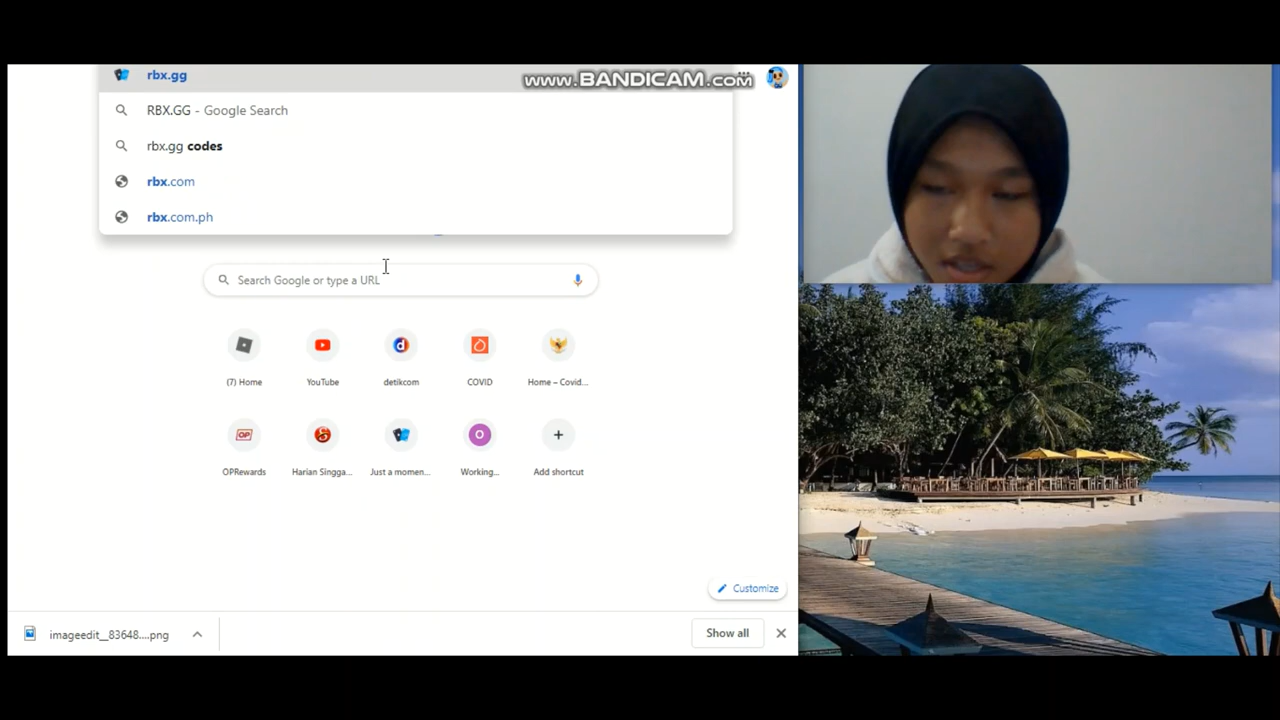 rbx.gg
www.BANDICAM.com
RBX.GG - Google Search
rbx.gg codes
rbx.com
rbx.com.ph
Search Google or type a URL
(7) Home
YouTube
detikcom
COVID
Home – Covid...
OP
O
OPRewards
Harian Singga...
Just a momen...
Working...
Add shortcut
Customize
imageedit__83648....png
Show all